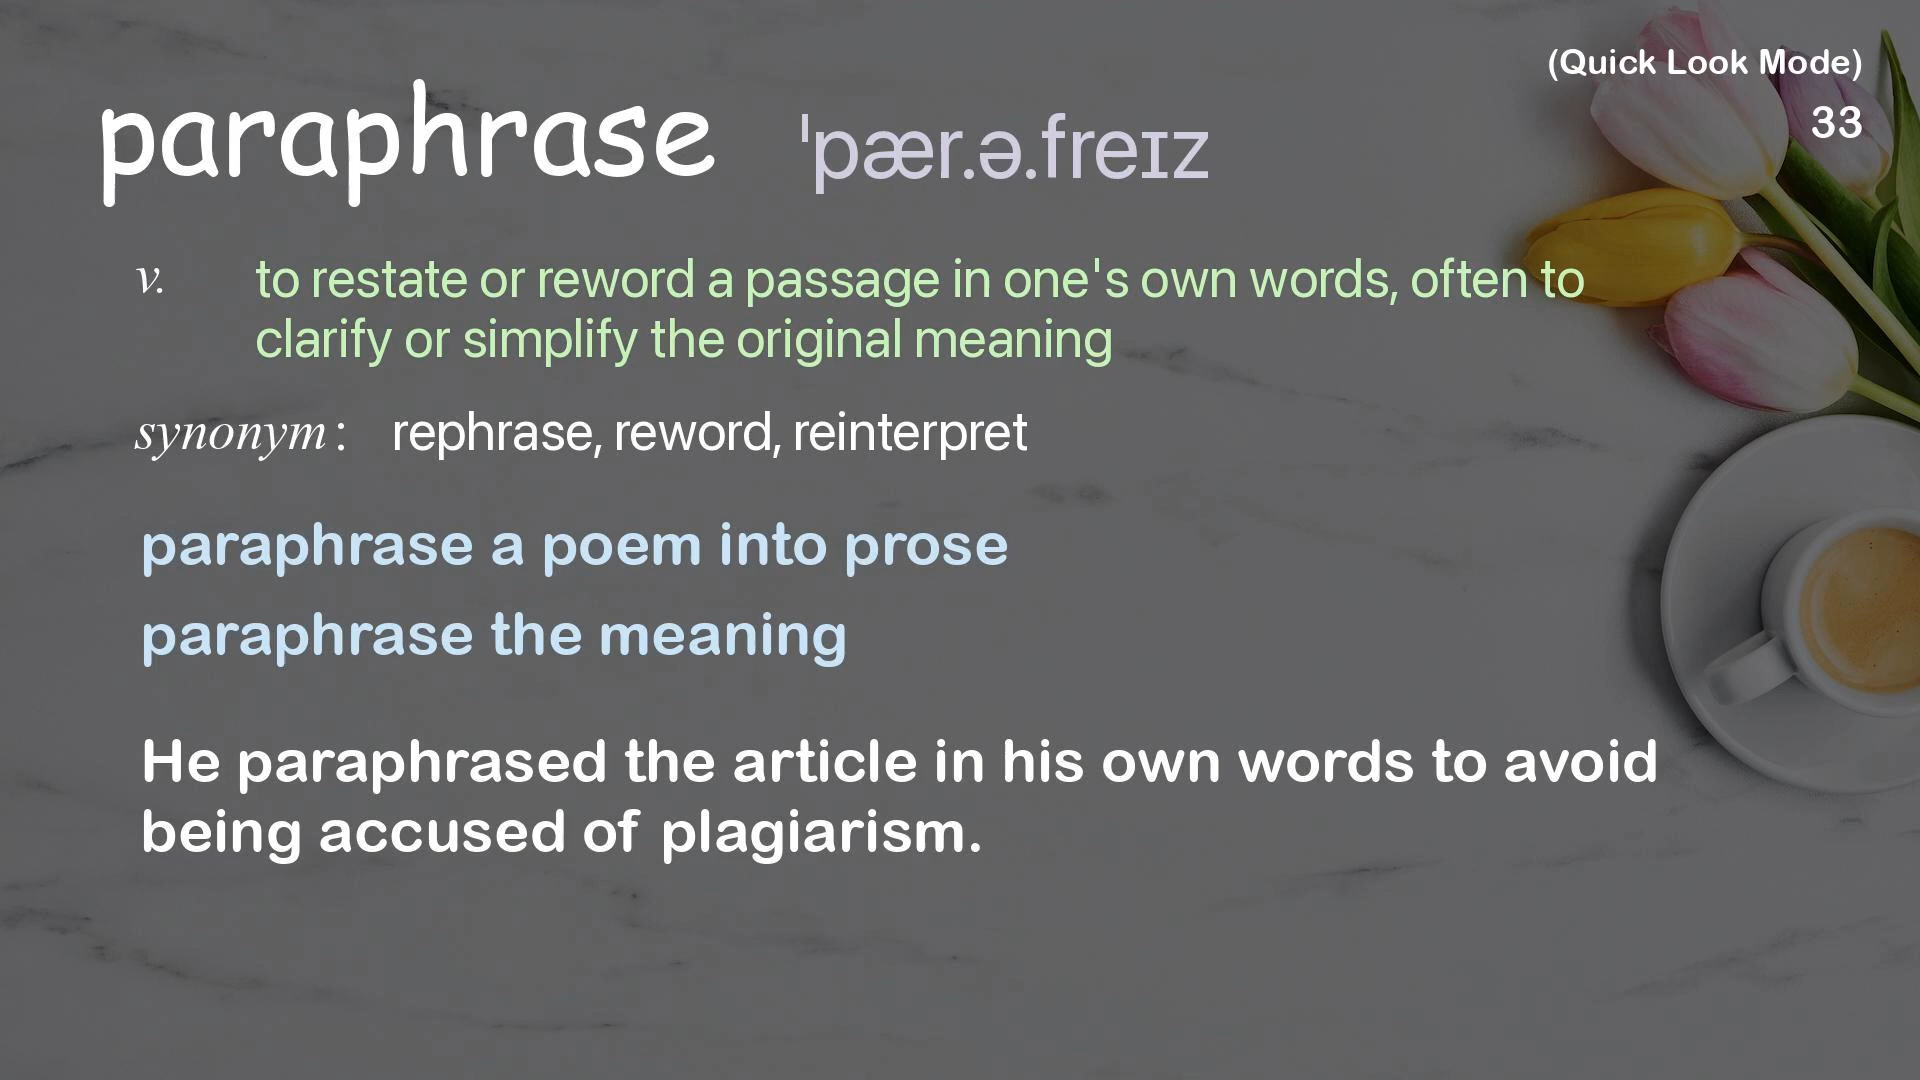 (Quick Look Mode)
33
paraphrase ˈpær.ə.freɪz
v. to restate or reword a passage in one's own words, often to
clarify or simplify the original meaning
synonym: rephrase, reword, reinterpret
paraphrase a poem into prose
paraphrase the meaning
He paraphrased the article in his own words to avoid
being accused of plagiarism.